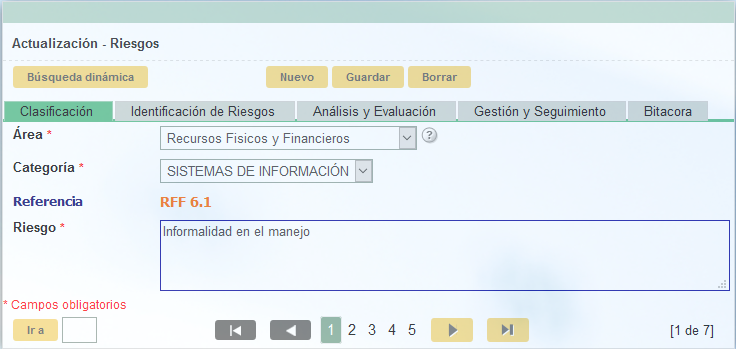 Actualización - Riesgos
Búsqueda dinámica Nuevo Guardar Borrar
Clasificación Identificación de Riesgos Análisis y Evaluación Gestión y Seguimiento Bitacora
Área * Recursos Fisicos y Financieros ?
Categoría * SISTEMAS DE INFORMACIÓN
Referencia RFF 6.1
Riesgo * Informalidad en el manejo
* Campos obligatorios
Ir a 1 2 3 4 5 [1 de 7]